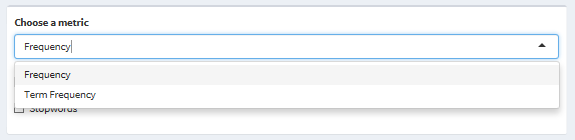 Choose a metric
Frequency
Frequency
Term Frequency
Stopwords